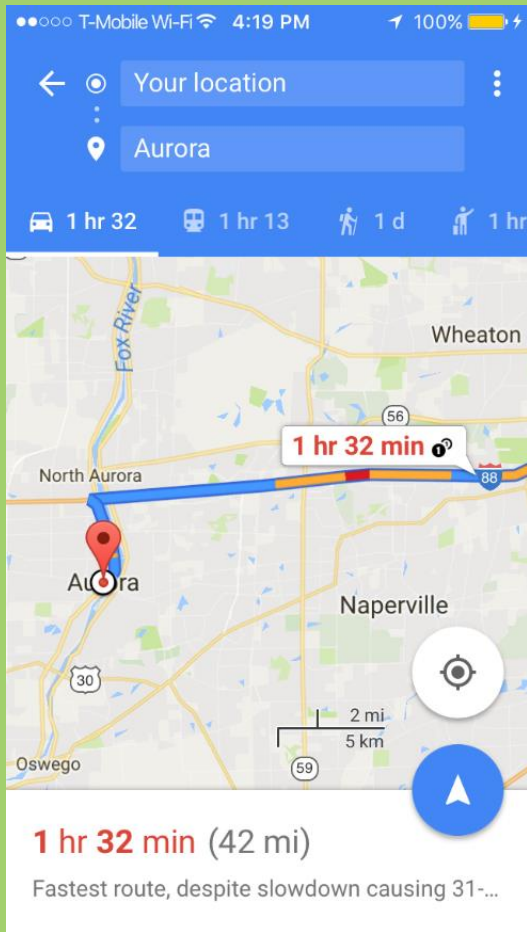 T-Mobile Wi-Fi 4:19 PM 100%
Your location
Aurora
1 hr 32 1 hr 13 1 d 1 hr
Fox River
Wheaton
56
1 hr 32 min
North Aurora
88
Aurora
Naperville
30
2 mi
5 km
Oswego
59
1 hr 32 min (42 mi)
Fastest route, despite slowdown causing 31-...